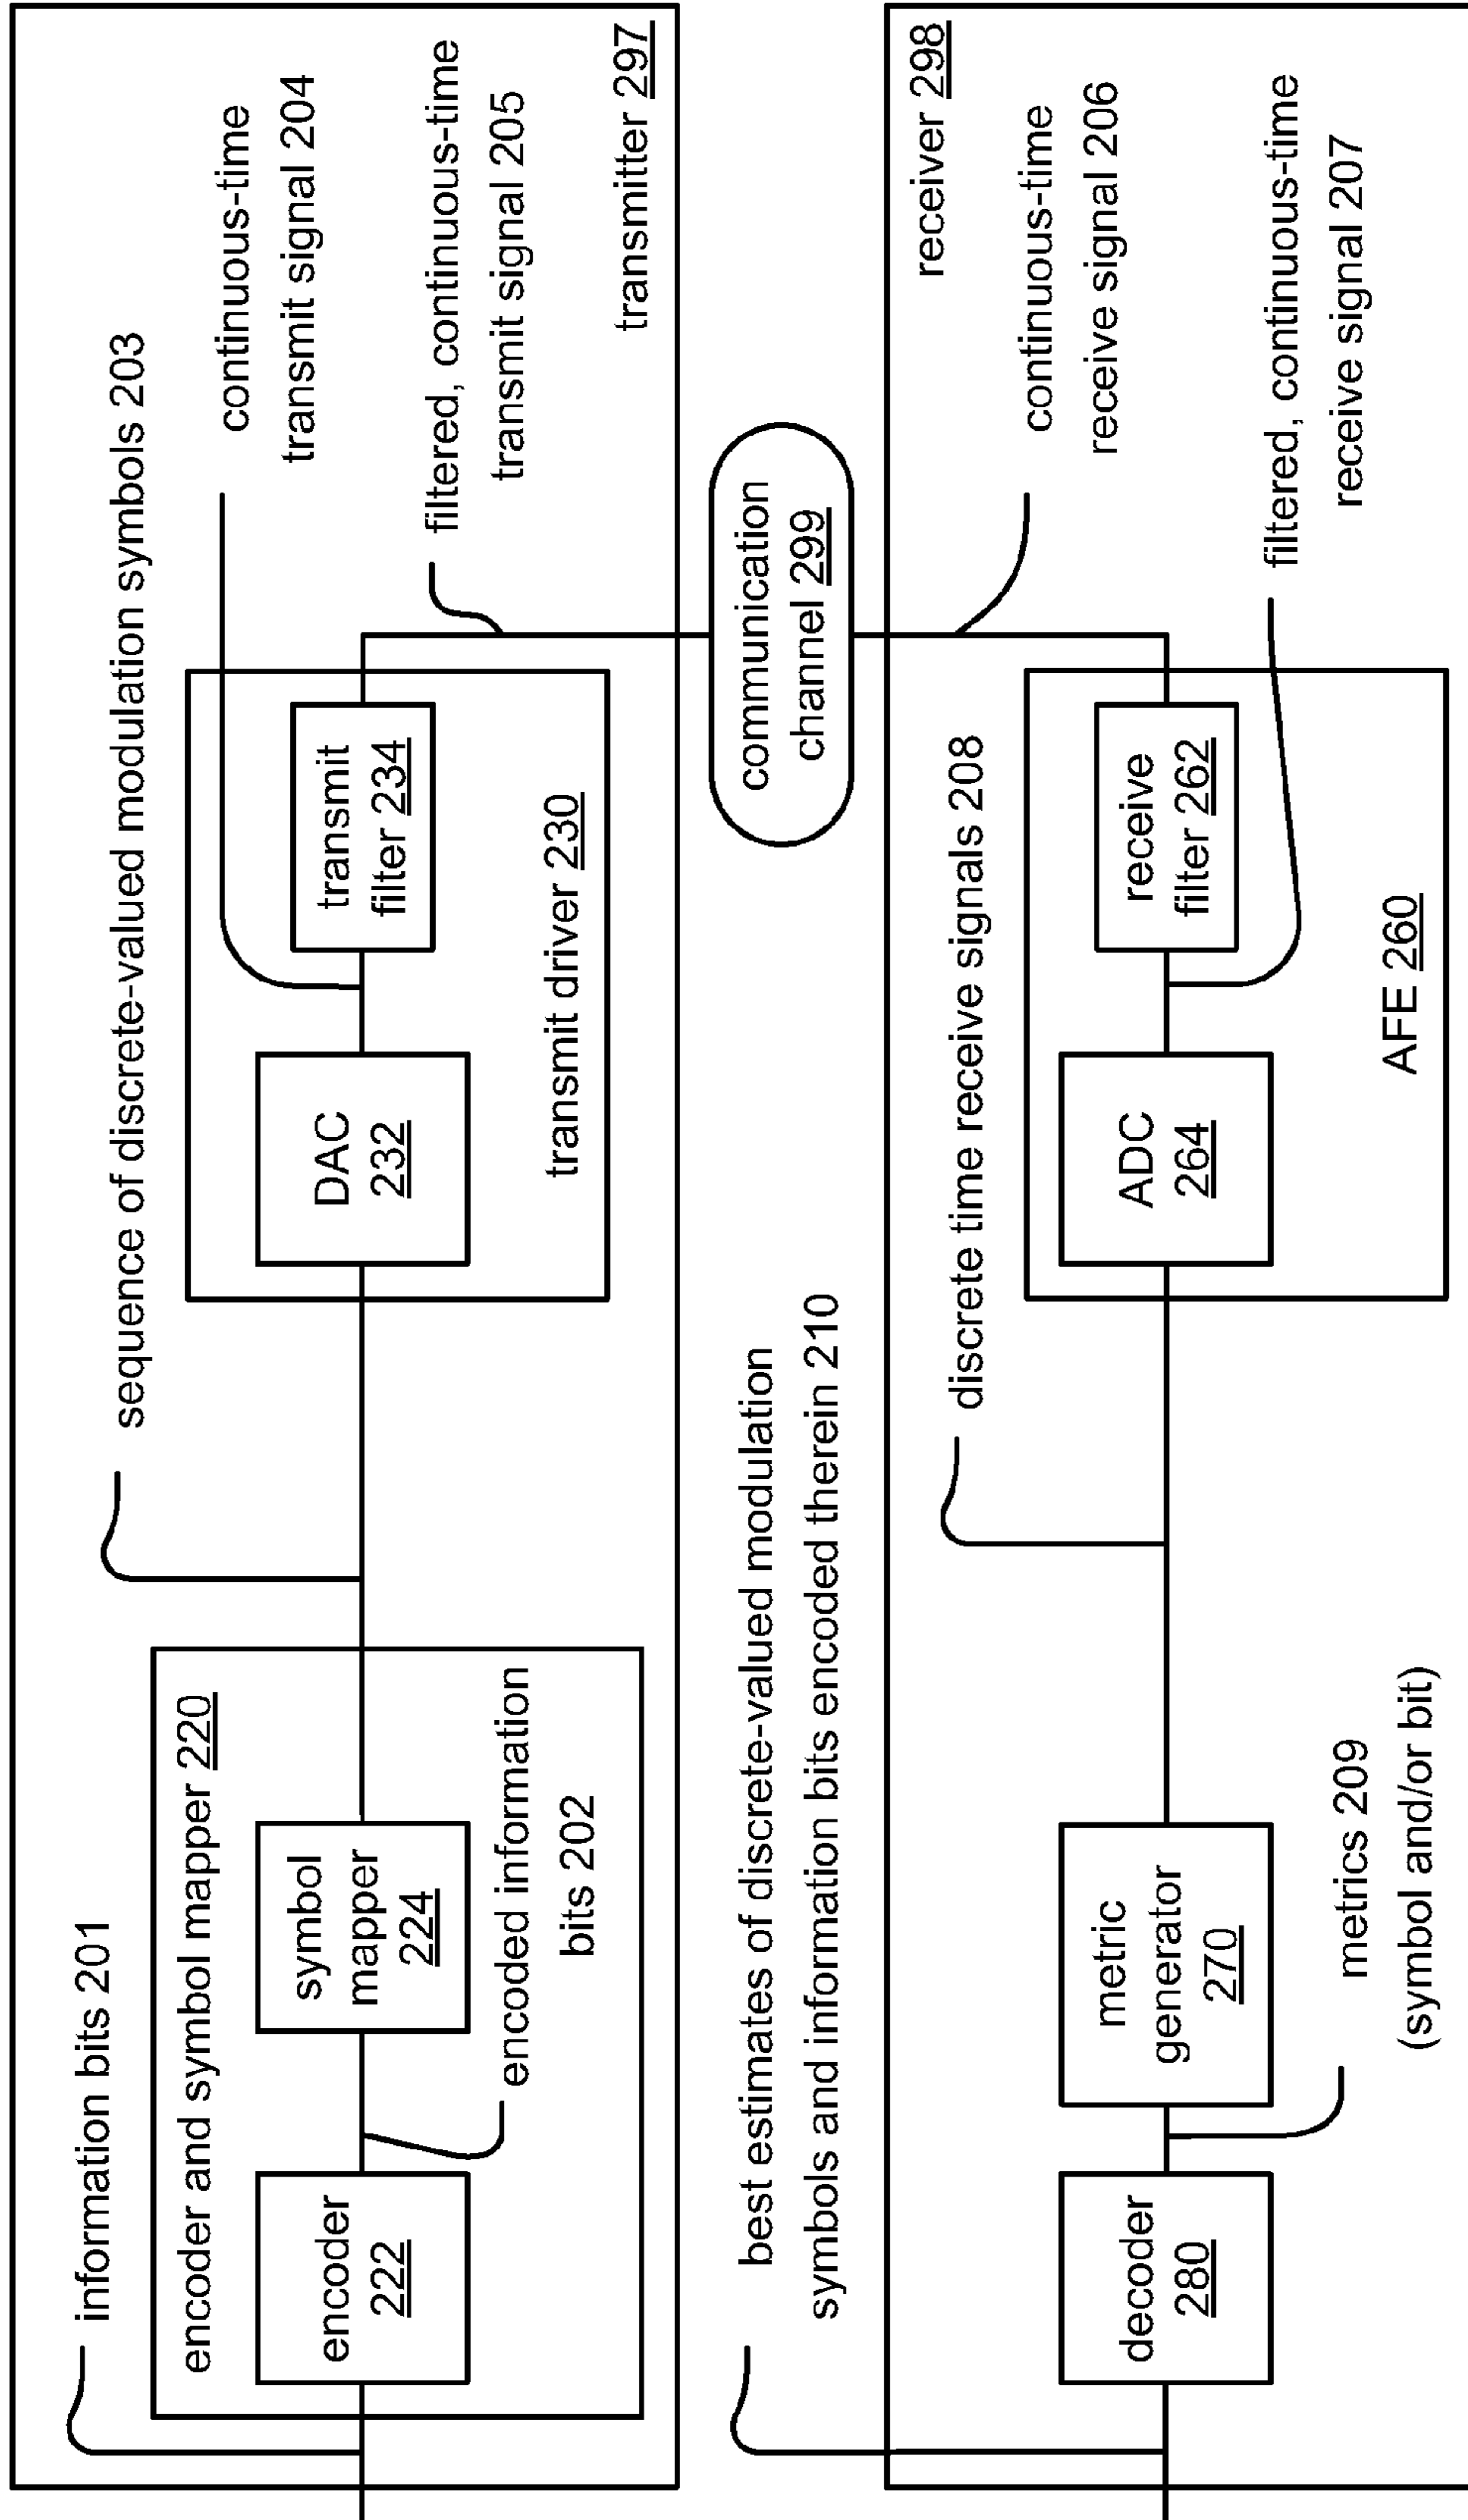 information bits 201
sequence of discrete-valued modulation symbols 203
encoder and symbol mapper 220
encoder
222
symbol
mapper
224
encoded information
bits 202
DAC
232
transmit
filter 234
transmit driver 230
continuous-time
transmit signal 204
filtered, continuous-time
transmit signal 205
transmitter 297
communication
channel 299
best estimates of discrete-valued modulation
symbols and information bits encoded therein 210
receiver 298
discrete time receive signals 208
continuous-time
receive signal 206
decoder
280
metric
generator
270
ADC
264
receive
filter 262
filtered, continuous-time
receive signal 207
metrics 209
(symbol and/or bit)
AFE 260